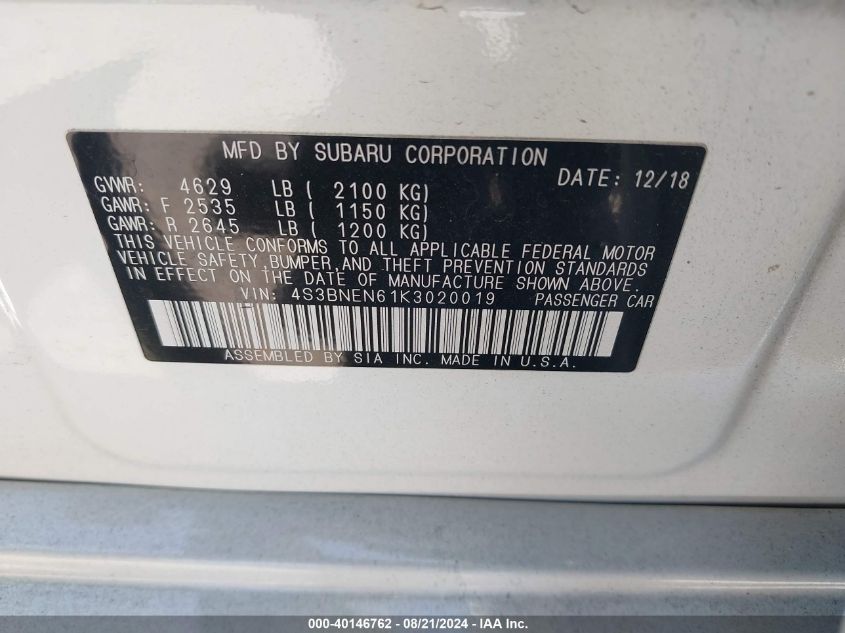 MFD BY SUBARU CORPORATION
DATE: 12/18
GVWR: 4629 LB ( 2100 KG)
GAWR: F 2535 LB ( 1150 KG)
GAWR: R 2645 LB ( 1200 KG)
THIS VEHICLE CONFORMS TO ALL APPLICABLE FEDERAL MOTOR
VEHICLE SAFETY, BUMPER, AND THEFT PREVENTION STANDARDS
IN EFFECT ON THE DATE OF MANUFACTURE SHOWN ABOVE.
VIN: 4S3BNEN61K3020019 PASSENGER CAR
ASSEMBLED BY SIA INC. MADE IN U.S.A.
000-40146762 - 08/21/2024 - IAA Inc.